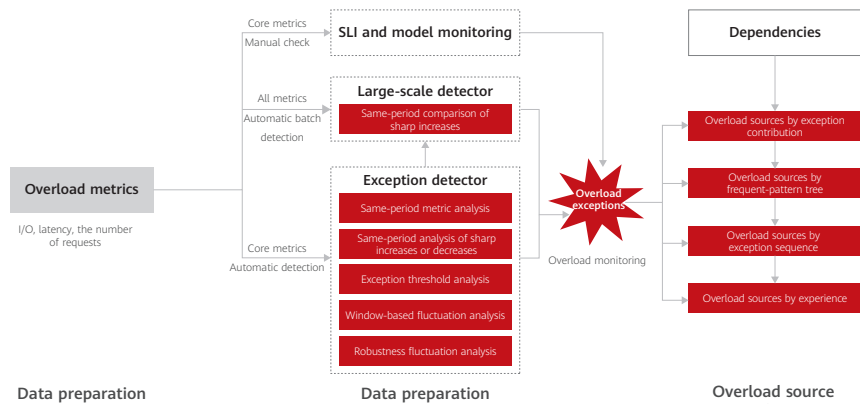 Core metrics
Manual check
SLI and model monitoring
Dependencies
All metrics
Automatic batch
detection
Large-scale detector
Same-period comparison of
sharp increases
Overload sources by exception
contribution
Overload metrics
I/O, latency, the number
of requests
Exception detector
Same-period metric analysis
Same-period analysis of sharp
increases or decreases
Exception threshold analysis
Window-based fluctuation analysis
Robustness fluctuation analysis
Core metrics
Automatic detection
Overload
exceptions
Overload monitoring
Overload sources by
frequent-pattern tree
Overload sources by
exception sequence
Overload sources by experience
Data preparation
Data preparation
Overload source